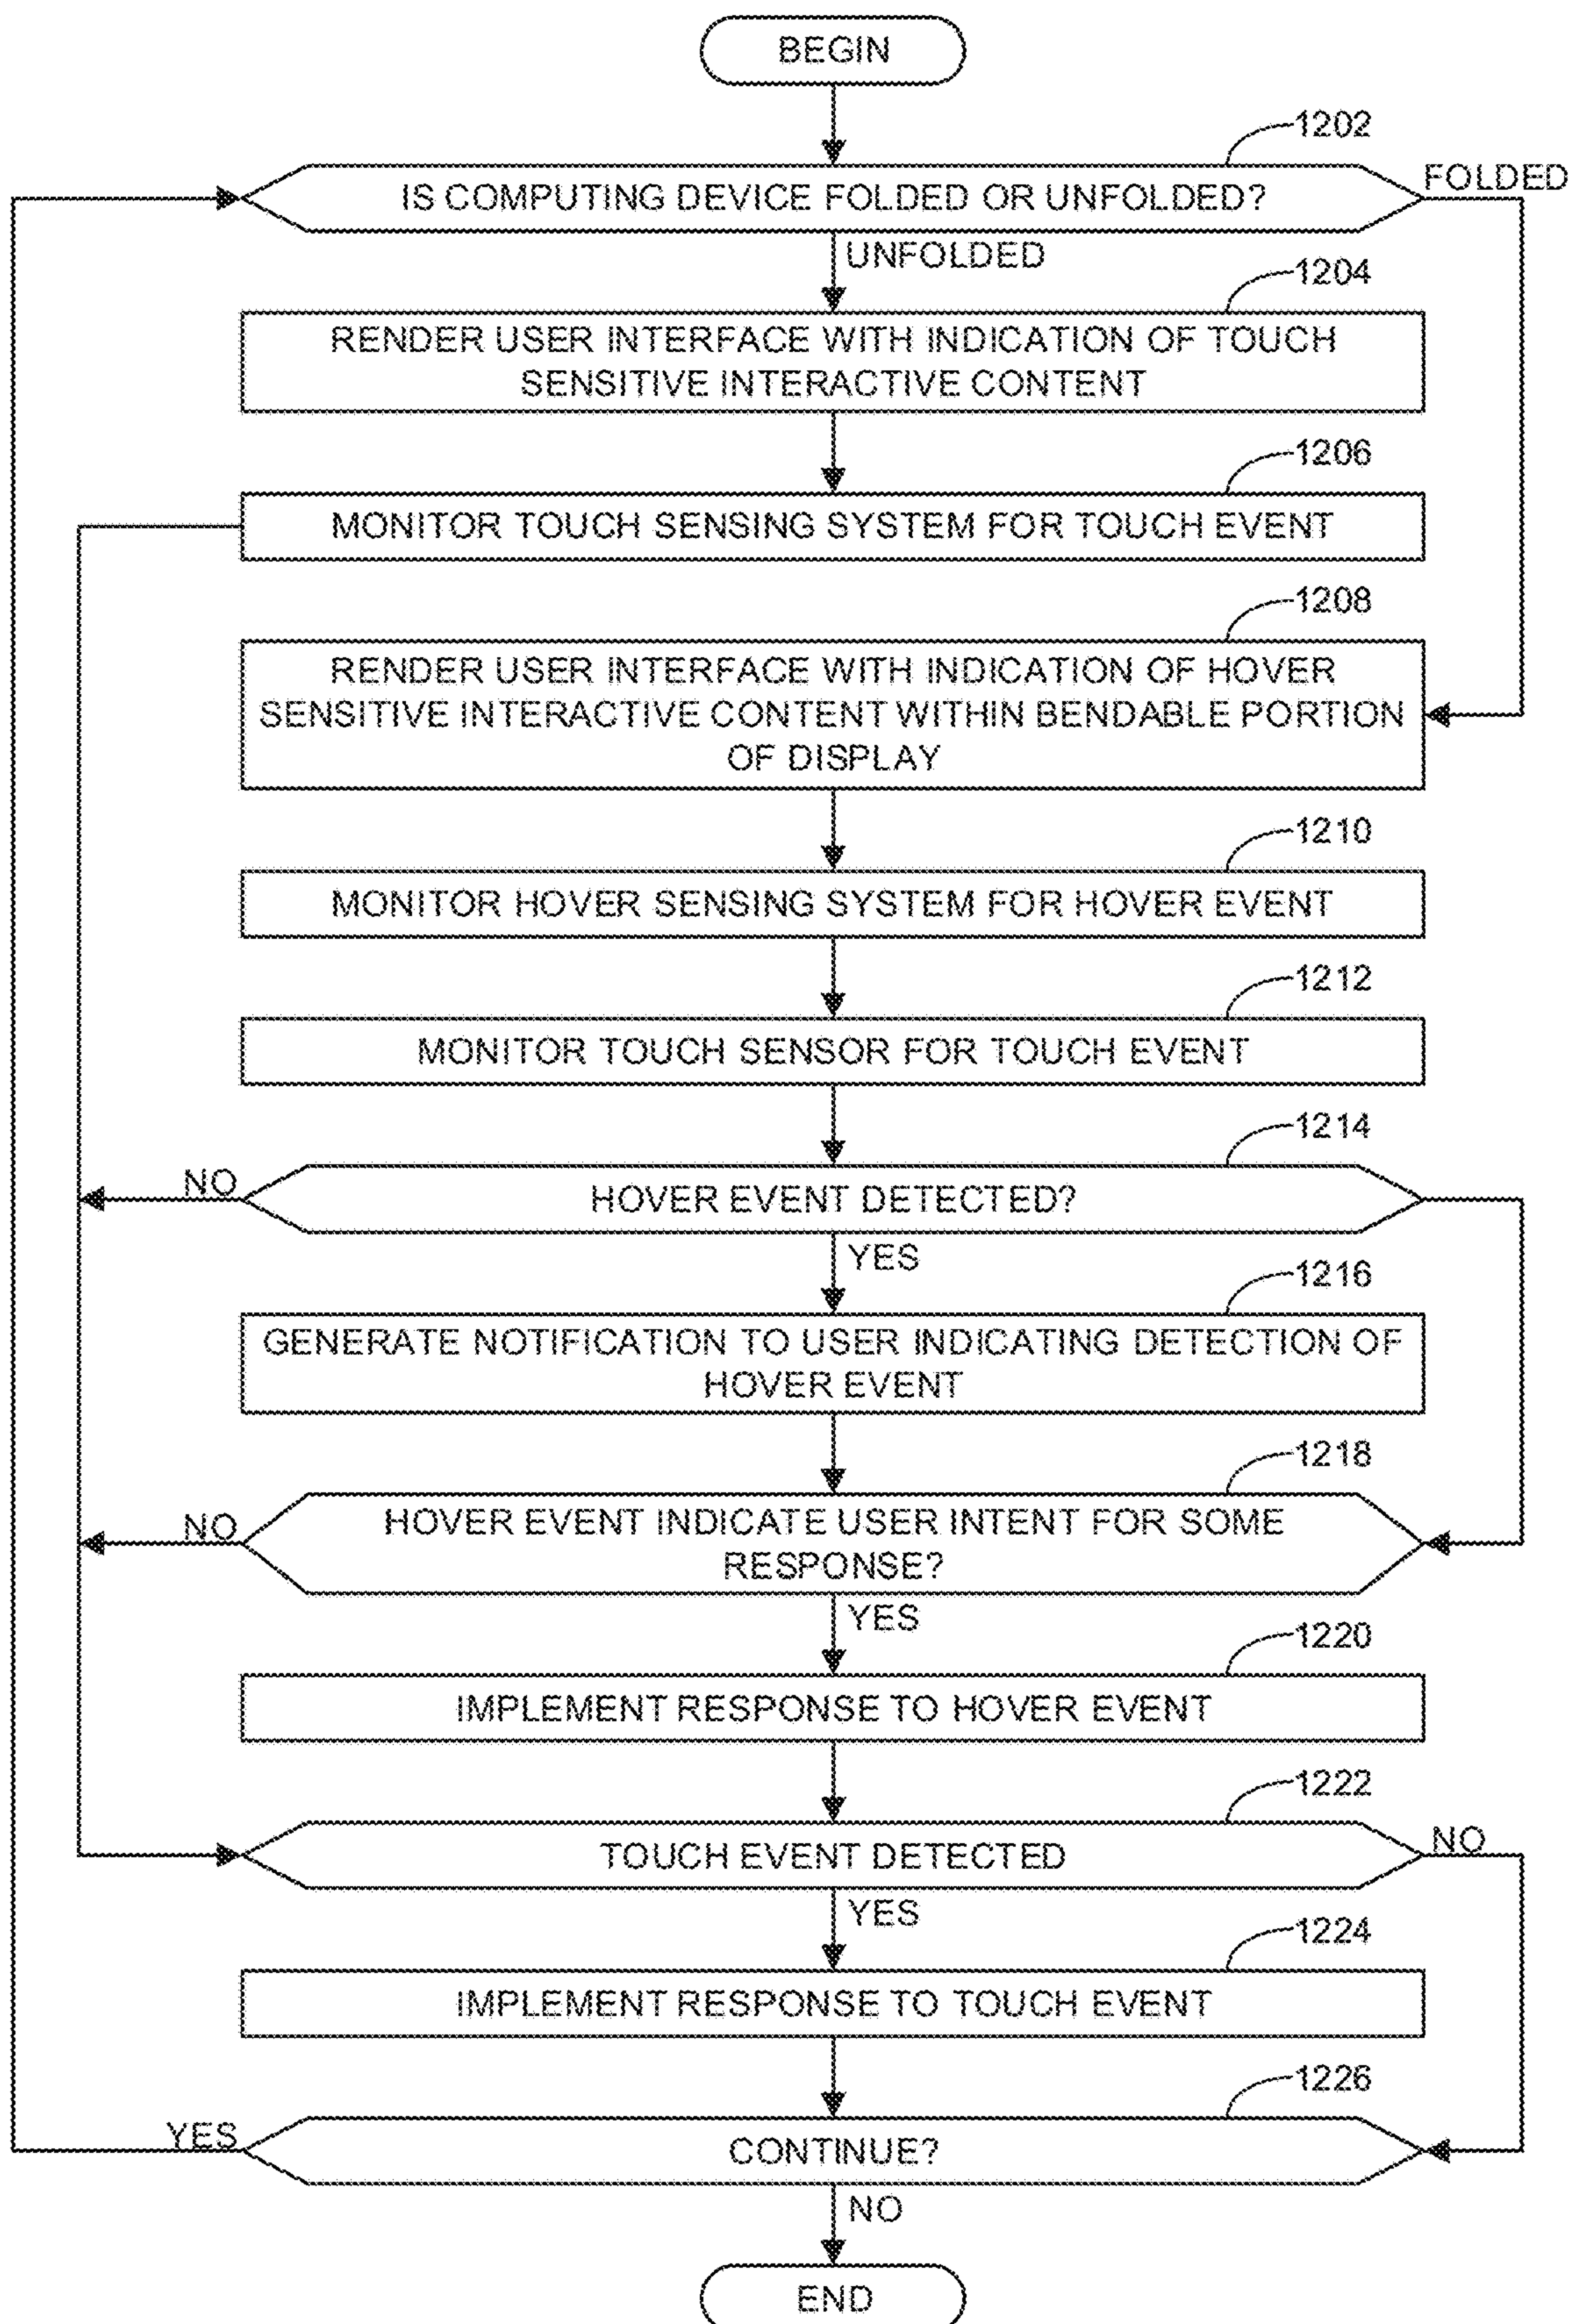 BEGIN
1202
IS COMPUTING DEVICE FOLDED OR UNFOLDED?
FOLDED
UNFOLDED
1204
RENDER USER INTERFACE WITH INDICATION OF TOUCH
SENSITIVE INTERACTIVE CONTENT
1206
MONITOR TOUCH SENSING SYSTEM FOR TOUCH EVENT
1208
RENDER USER INTERFACE WITH INDICATION OF HOVER
SENSITIVE INTERACTIVE CONTENT WITHIN BENDABLE PORTION
OF DISPLAY
1210
MONITOR HOVER SENSING SYSTEM FOR HOVER EVENT
1212
MONITOR TOUCH SENSOR FOR TOUCH EVENT
1214
NO
HOVER EVENT DETECTED?
YES
1216
GENERATE NOTIFICATION TO USER INDICATING DETECTION OF
HOVER EVENT
1218
NO
HOVER EVENT INDICATE USER INTENT FOR SOME
RESPONSE?
YES
1220
IMPLEMENT RESPONSE TO HOVER EVENT
1222
TOUCH EVENT DETECTED
NO
YES
1224
IMPLEMENT RESPONSE TO TOUCH EVENT
1226
YES
CONTINUE?
NO
END